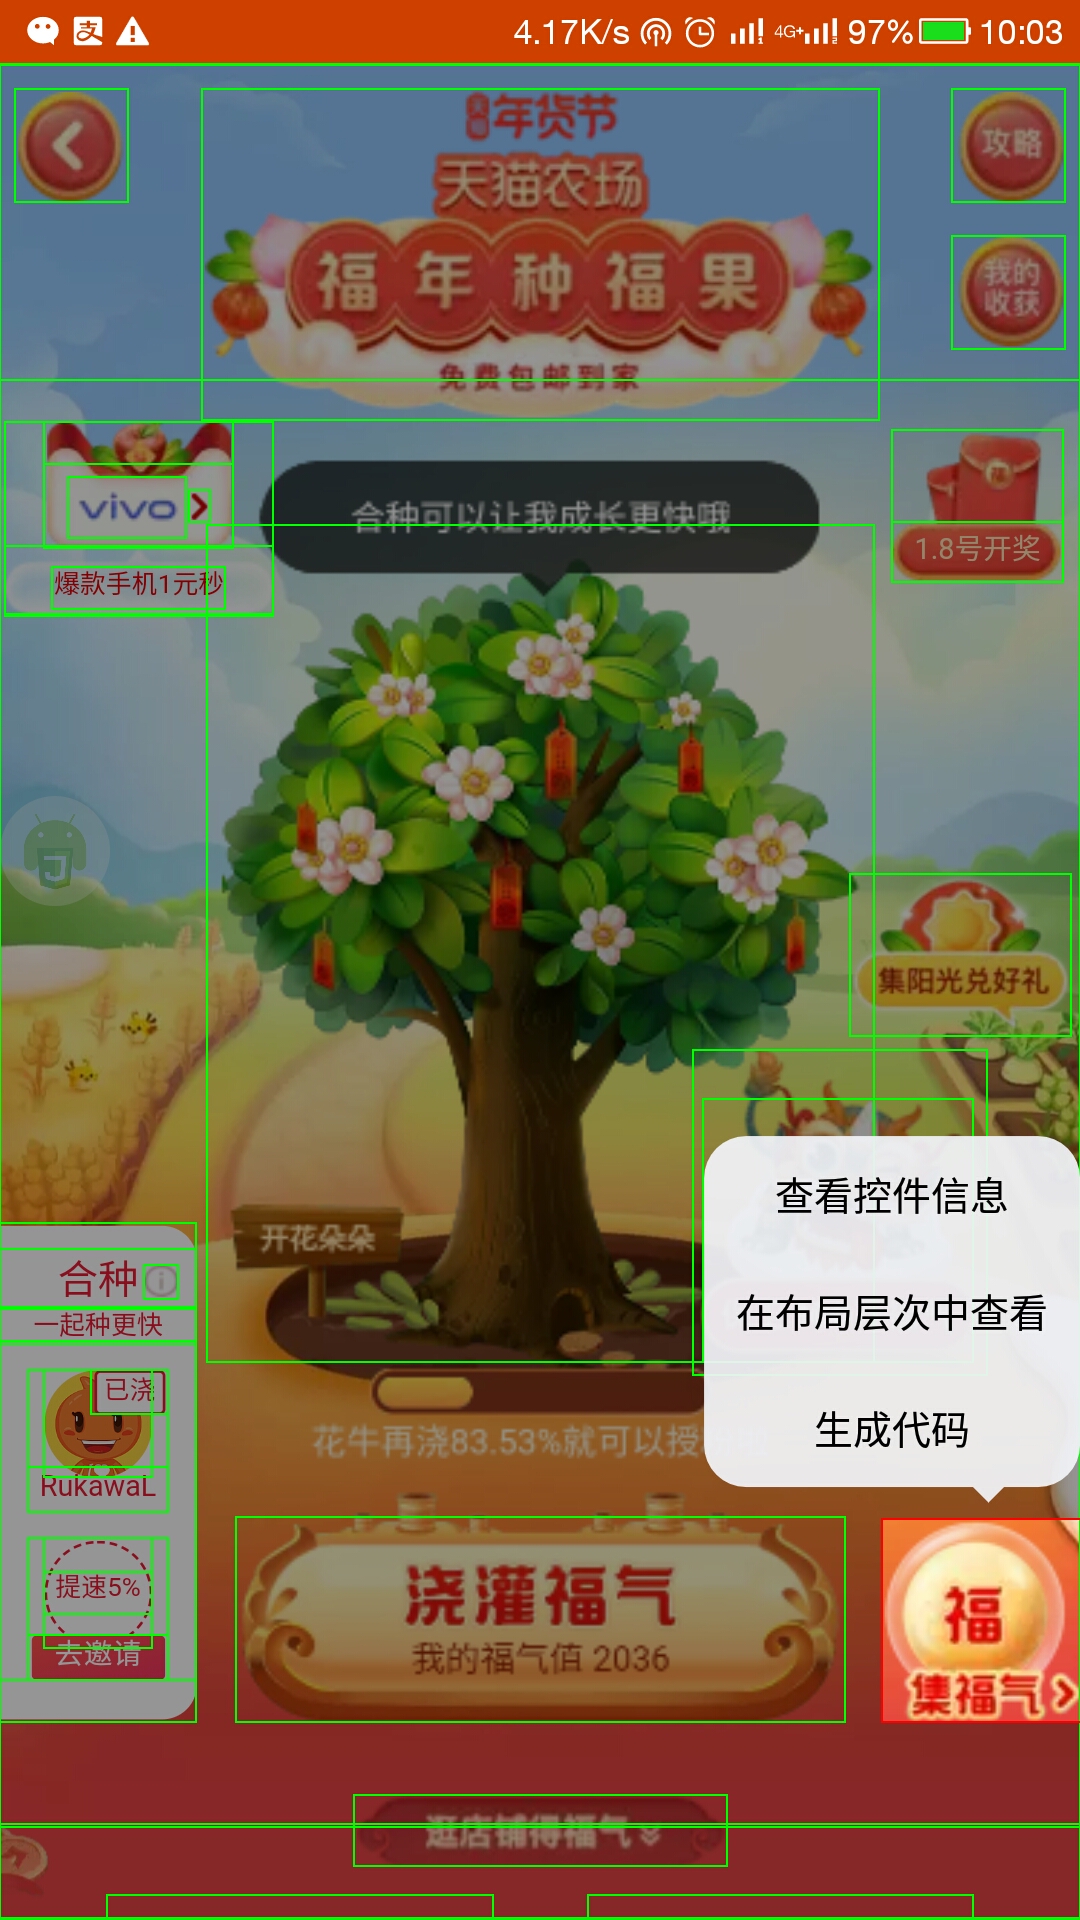 4.17K/s 4G+ 97% 10:03
天猫年货节
天猫农场
攻略
福年种福果
我的
收获
免费包邮到家
vivo
合种可以让我成长更快哦
1.8号开奖
爆款手机1元秒
集阳光兑好礼
查看控件信息
开花朵朵
合种
在布局层次中查看
一起种更快
已浇
花牛再浇83.53%就可以授
生成代码
RukawaL
提速5%
浇灌福气
福
去邀请
我的福气值 2036
集福气
逛店铺得福气